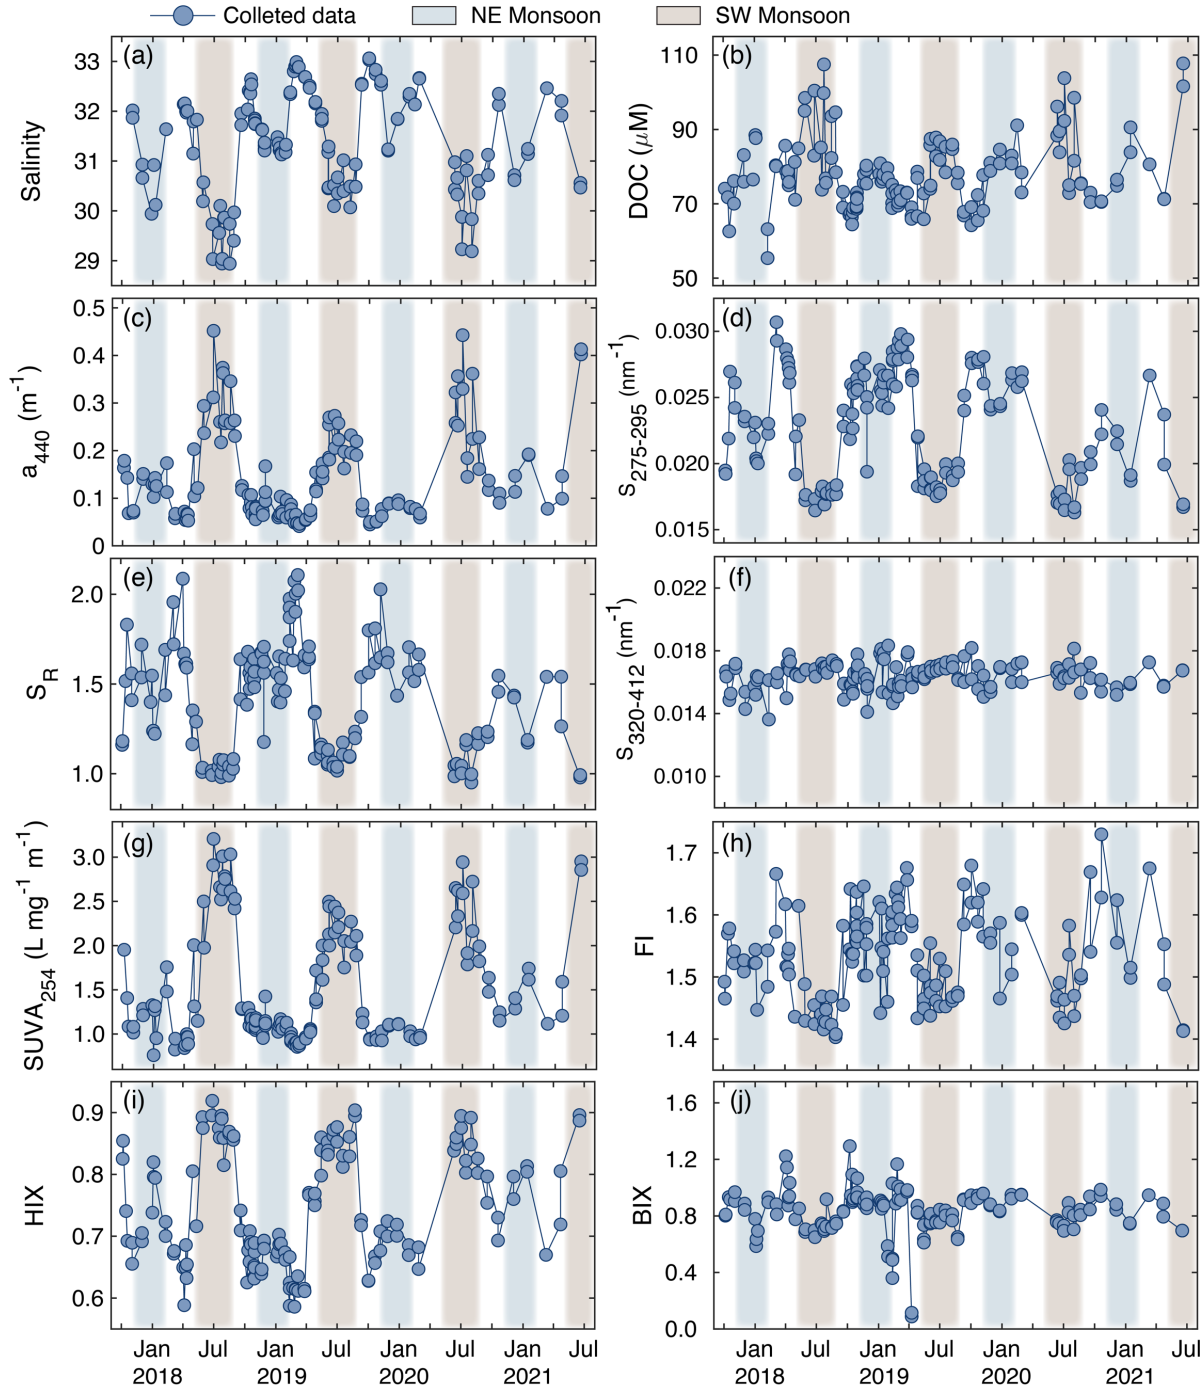 Colleted data NE Monsoon SW Monsoon
(a)
Salinity
33
32
31
30
29
(b)
DOC (μM)
110
90
70
50
(c)
a440 (m-1)
0.5
0.4
0.3
0.2
0.1
0
(d)
S275-295 (nm-1)
0.030
0.025
0.020
0.015
(e)
SR
2.0
1.5
1.0
(f)
S320-412 (nm-1)
0.022
0.018
0.014
0.010
(g)
SUVA254 (L mg-1 m-1)
3.0
2.0
1.0
(h)
FI
1.7
1.6
1.5
1.4
(i)
HIX
0.9
0.8
0.7
0.6
(j)
BIX
1.6
1.2
0.8
0.4
0.0
Jan Jul Jan Jul Jan Jul Jan Jul
2018 2019 2020 2021
Jan Jul Jan Jul Jan Jul Jan Jul
2018 2019 2020 2021